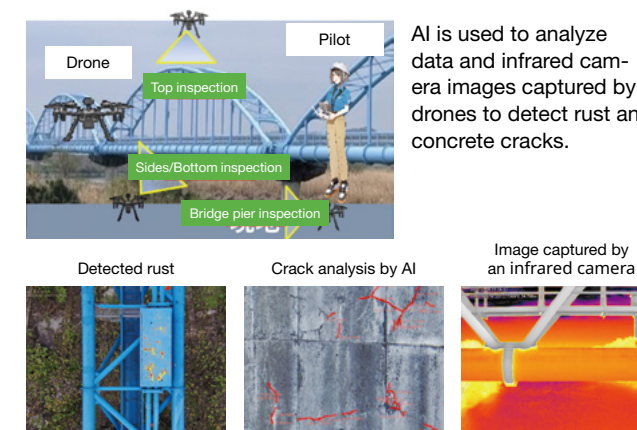 Drone
Pilot
Top inspection
Sides/Bottom inspection
Bridge pier inspection
AI is used to analyze
data and infrared cam-
era images captured by
drones to detect rust an
concrete cracks.
Detected rust
Crack analysis by AI
Image captured by
an infrared camera